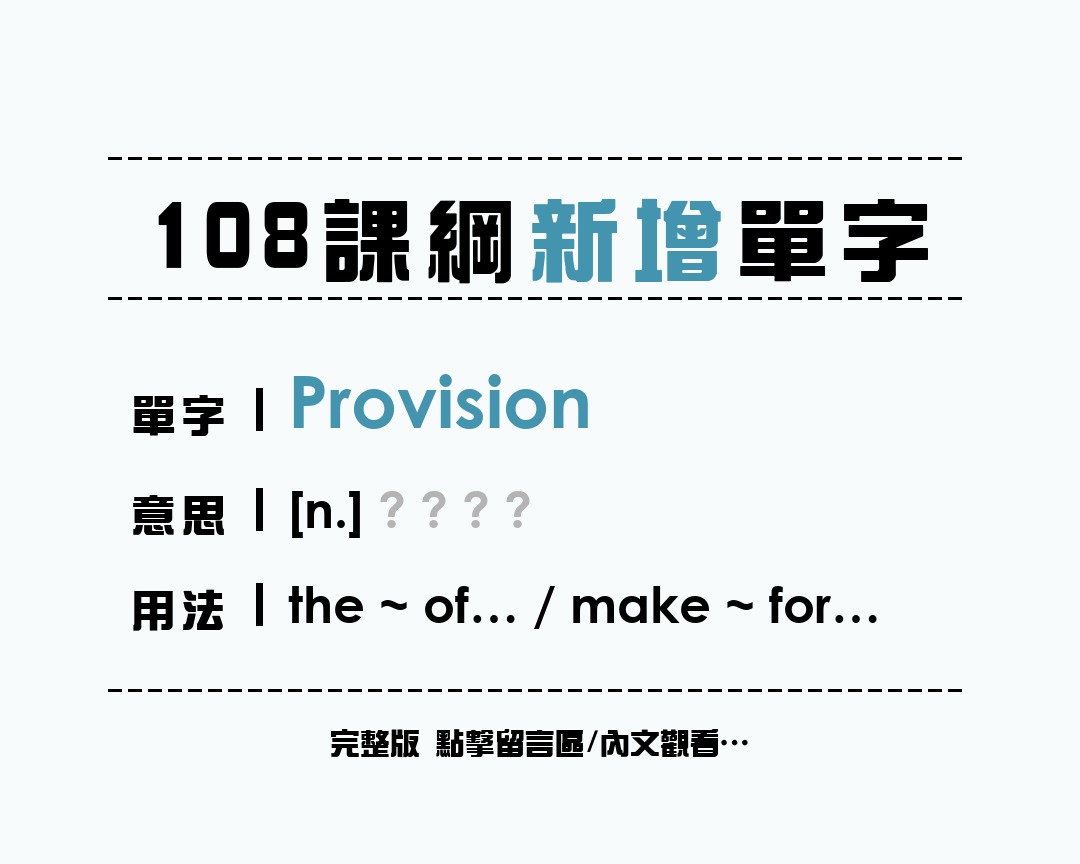 108課綱新增單字
單字 | Provision
意思 | [n.] ????
用法 | the ~ of... / make ~ for...
完整版 點擊留言區/內文觀看...